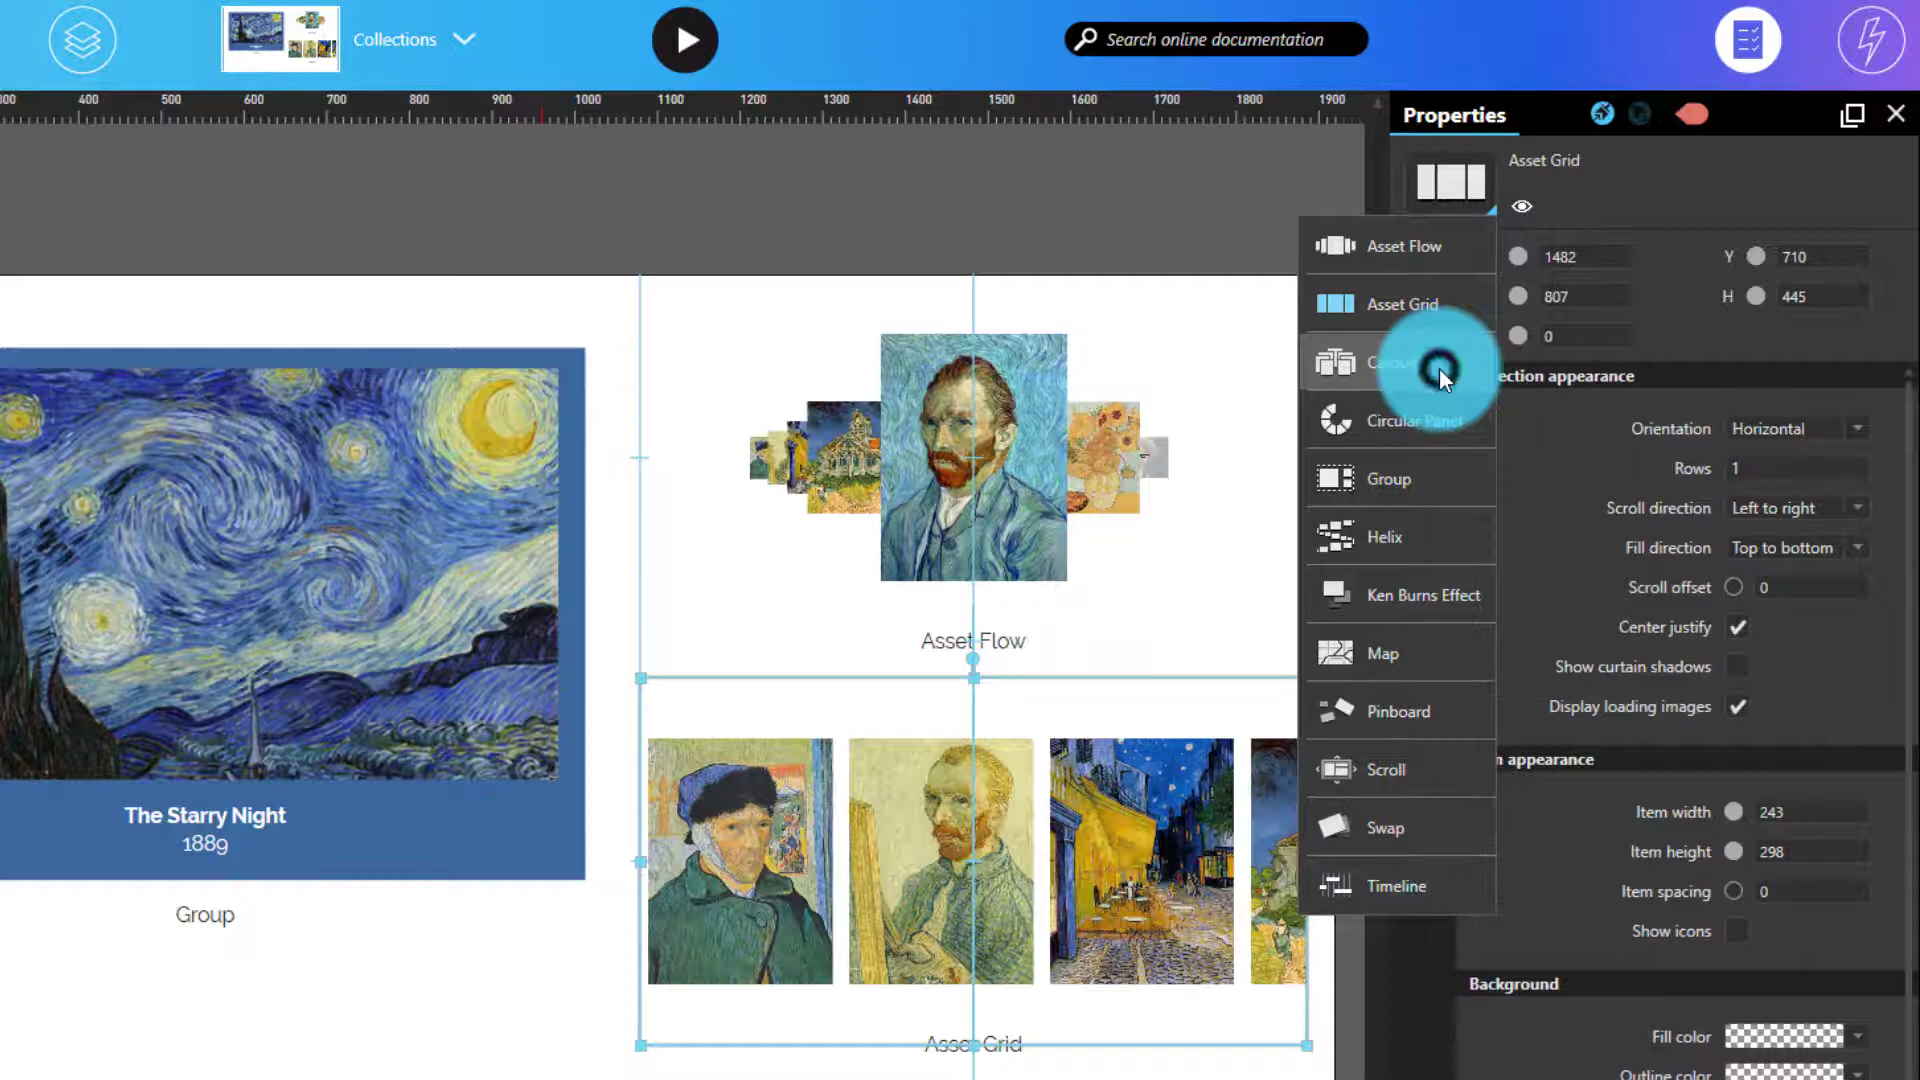 Collections
Search online documentation
300 400 500 600 700 800 900 1000 1100 1200 1300 1400 1500 1600 1700 1800 1900
Properties
Asset Grid
Asset Flow
Asset Grid
Circular Panel
Group
Helix
Ken Burns Effect
Map
Pinboard
Scroll
Swap
Timeline
1482 Y 710
807 H 445
0
ection appearance
Orientation Horizontal
Rows 1
Scroll direction Left to right
Fill direction Top to bottom
Scroll offset 0
Center justify
Show curtain shadows
Display loading images
n appearance
Item width 243
Item height 298
Item spacing 0
Show icons
Background
Fill color
Outline color
The Starry Night
1889
Group
Asset Flow
Asset Grid